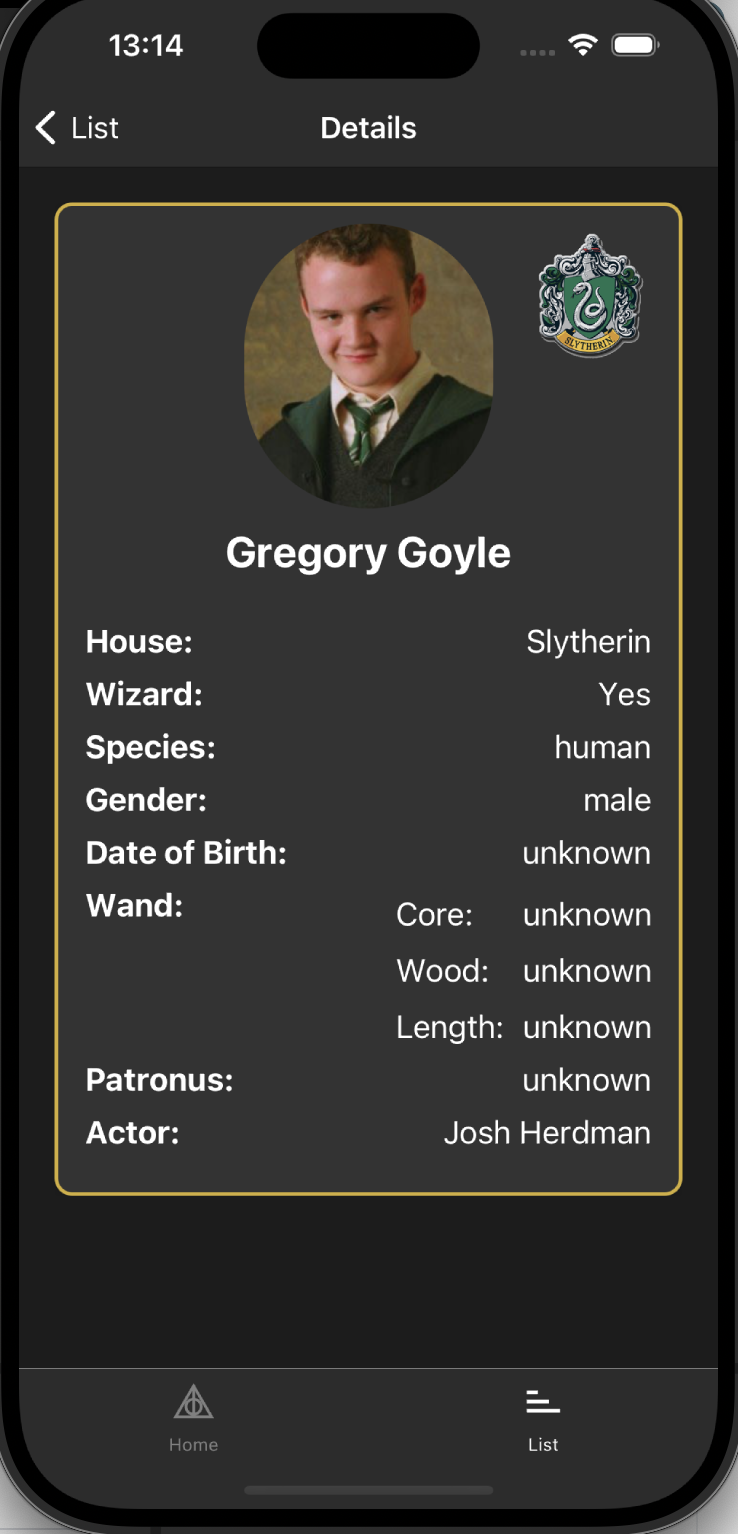 13:14
List
Details
SLYTHERIN
Gregory Goyle
House: Slytherin
Wizard: Yes
Species: human
Gender: male
Date of Birth: unknown
Wand: Core: unknown
Wood: unknown
Length: unknown
Patronus: unknown
Actor: Josh Herdman
Home
List